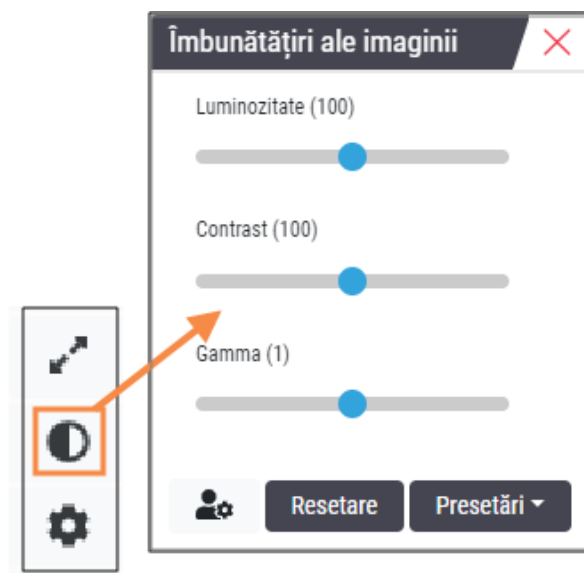 Îmbunătățiri ale imaginii
Luminozitate (100)
Contrast (100)
Gamma (1)
Resetare
Presetări